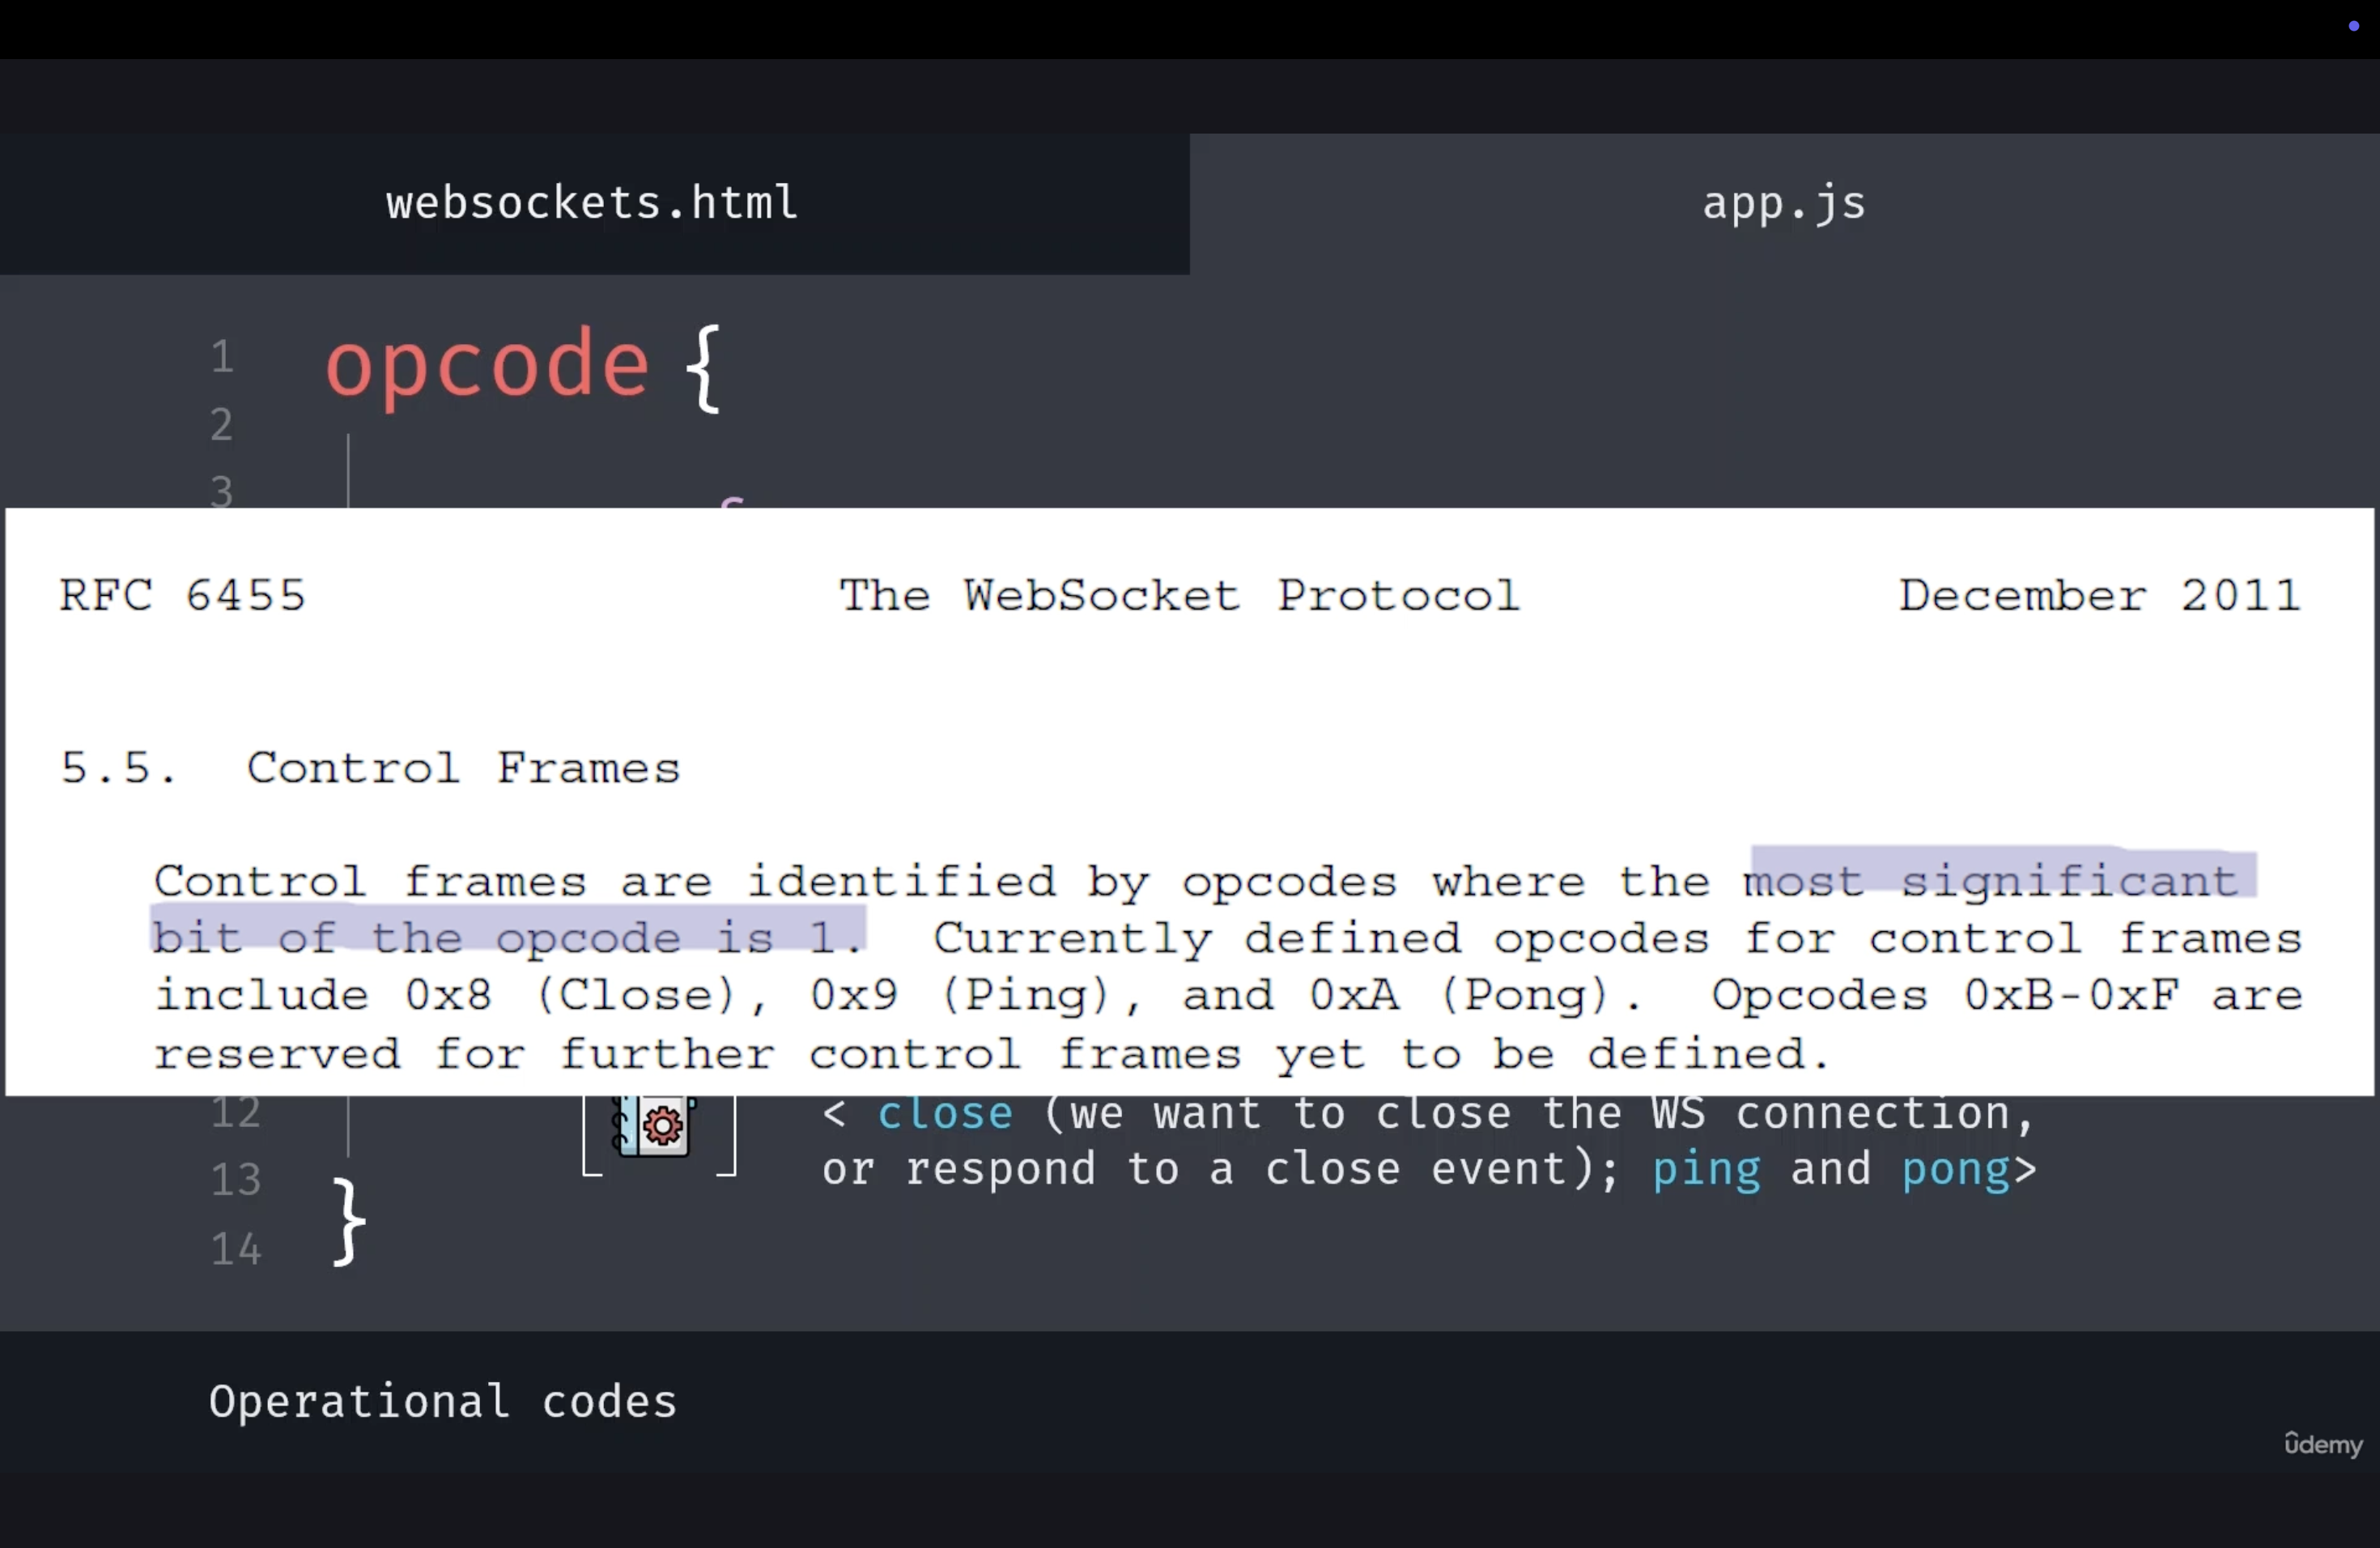 websockets.html app.js
1 opcode {
2
3
RFC 6455 The WebSocket Protocol December 2011
5.5. Control Frames
Control frames are identified by opcodes where the most significant
bit of the opcode is 1. Currently defined opcodes for control frames
include 0x8 (Close), 0x9 (Ping), and 0xA (Pong). Opcodes 0xB-0xF are
reserved for further control frames yet to be defined.
12 < close (we want to close the WS connection,
or respond to a close event); ping and pong>
13 }
14
Operational codes
ûdemy